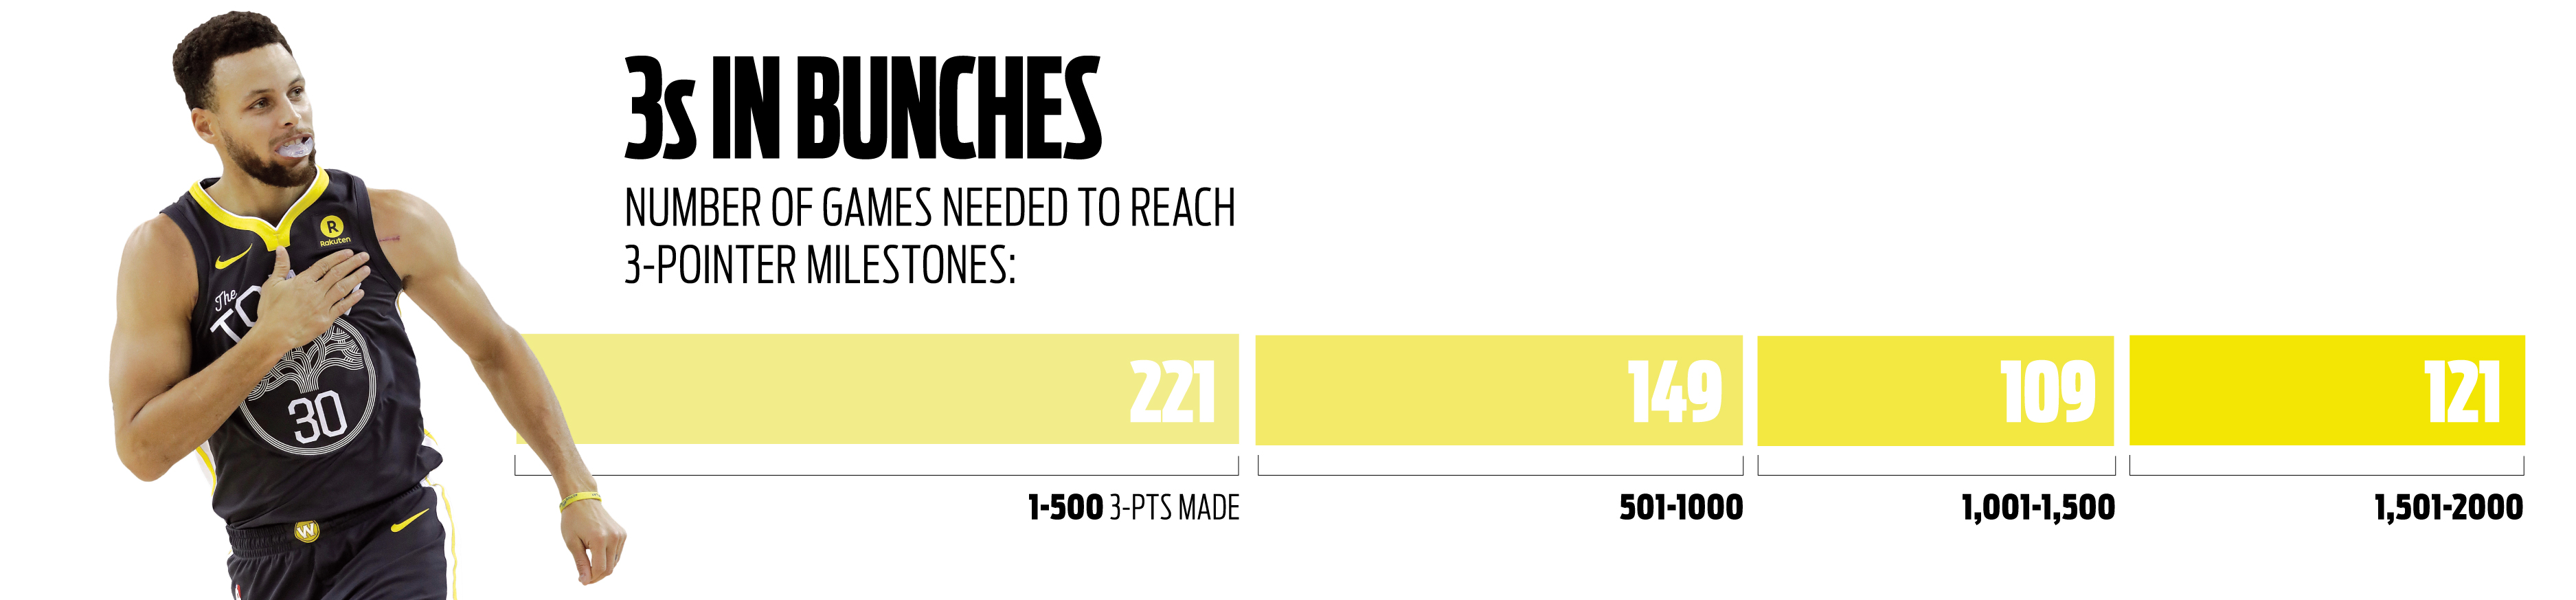 3s IN BUNCHES
NUMBER OF GAMES NEEDED TO REACH
3-POINTER MILESTONES:
R
Rakuten
The
TO
30
W
221
149
109
121
1-500 3-PTS MADE
501-1000
1,001-1,500
1,501-2000